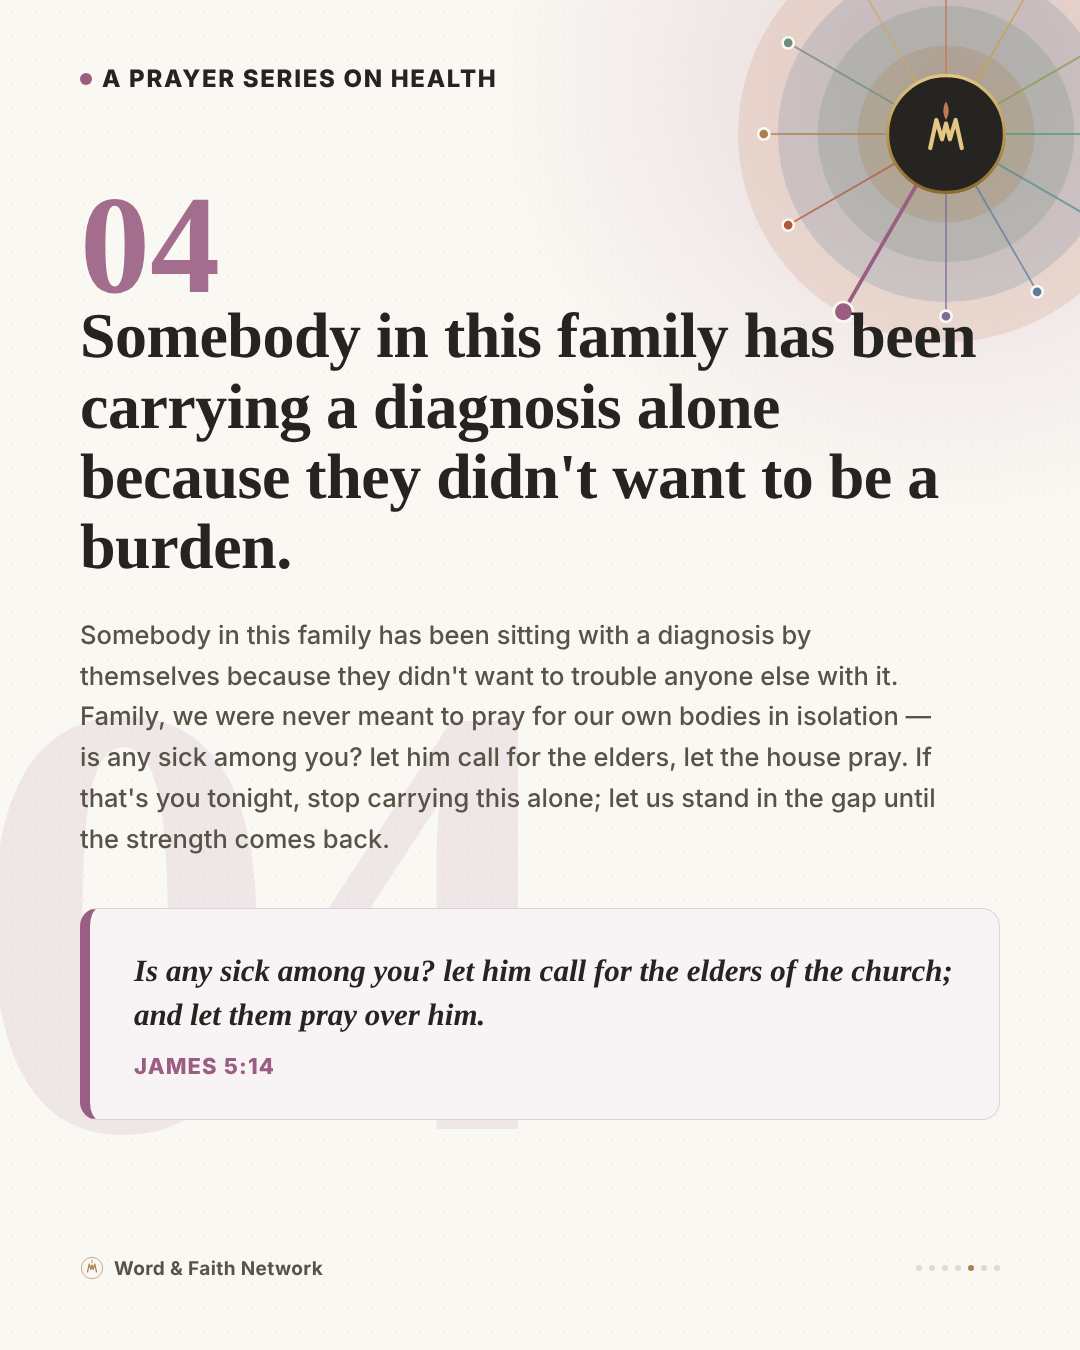 A PRAYER SERIES ON HEALTH
04
Somebody in this family has been
carrying a diagnosis alone
because they didn't want to be a
burden.
Somebody in this family has been sitting with a diagnosis by
themselves because they didn't want to trouble anyone else with it.
Family, we were never meant to pray for our own bodies in isolation —
is any sick among you? let him call for the elders, let the house pray. If
that's you tonight, stop carrying this alone; let us stand in the gap until
the strength comes back.
04
Is any sick among you? let him call for the elders of the church;
and let them pray over him.
JAMES 5:14
Word & Faith Network